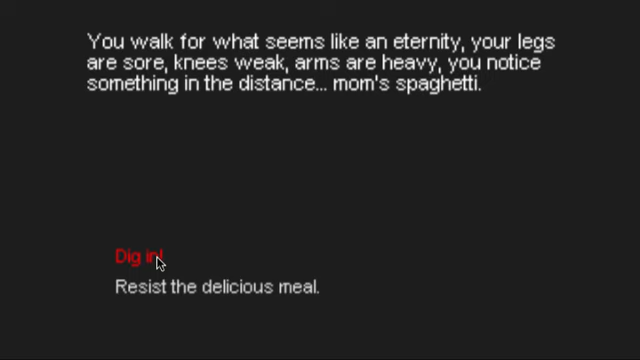 You walk for what seems like an eternity, your legs
are sore, knees weak, arms are heavy, you notice
something in the distance... mom's spaghetti.
Dig in!
Resist the delicious meal.